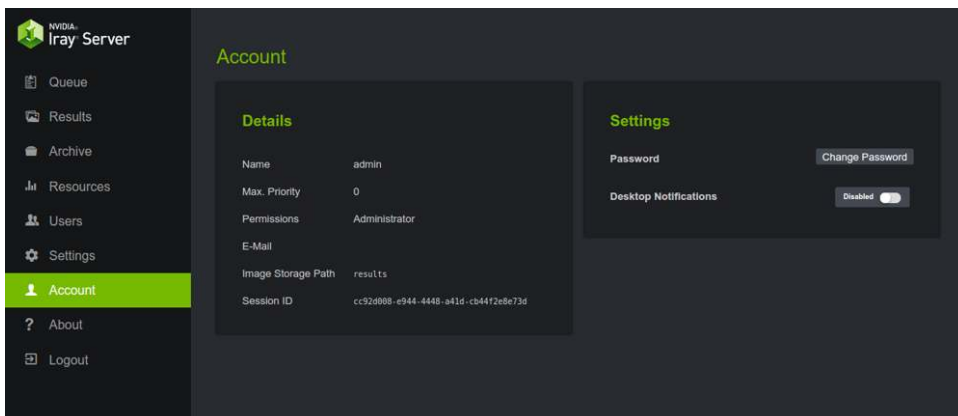 NVIDIA.
Iray Server
Queue
Results
Archive
Resources
Users
Settings
Account
? About
Logout
Account
Details
Name admin
Max. Priority 0
Permissions Administrator
E-Mail
Image Storage Path results
Session ID cc92d008-e944-4448-a41d-cb44f2e8e73d
Settings
Password Change Password
Desktop Notifications Disabled